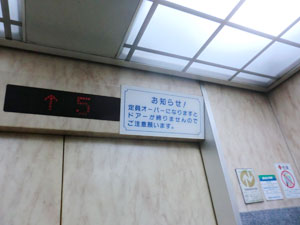 ↑5
お知らせ！
定員オーバーになりますと
ドアーが締りませんので
ご注意願います。